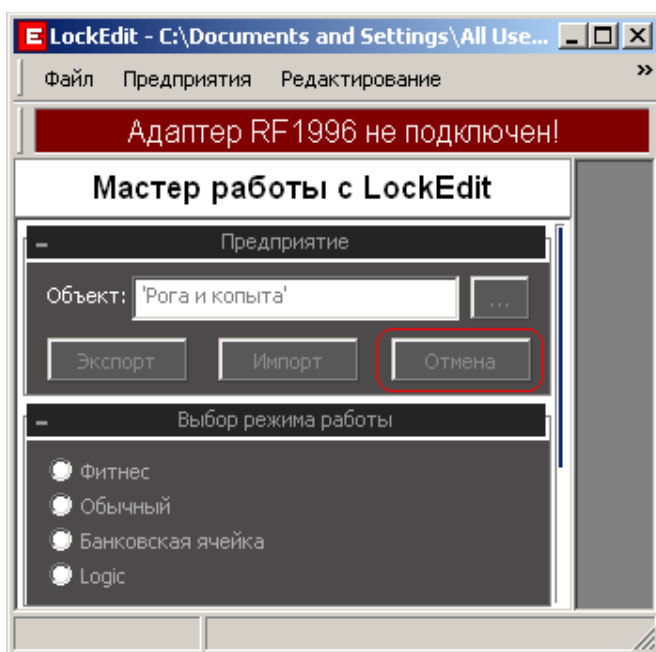 E LockEdit - C:\Documents and Settings\All Use...
Файл Предприятия Редактирование »
Адаптер RF1996 не подключен!
Мастер работы с LockEdit
Предприятие
Объект: 'Рога и копыта' ...
Экспорт Импорт Отмена
Выбор режима работы
Фитнес
Обычный
Банковская ячейка
Logic